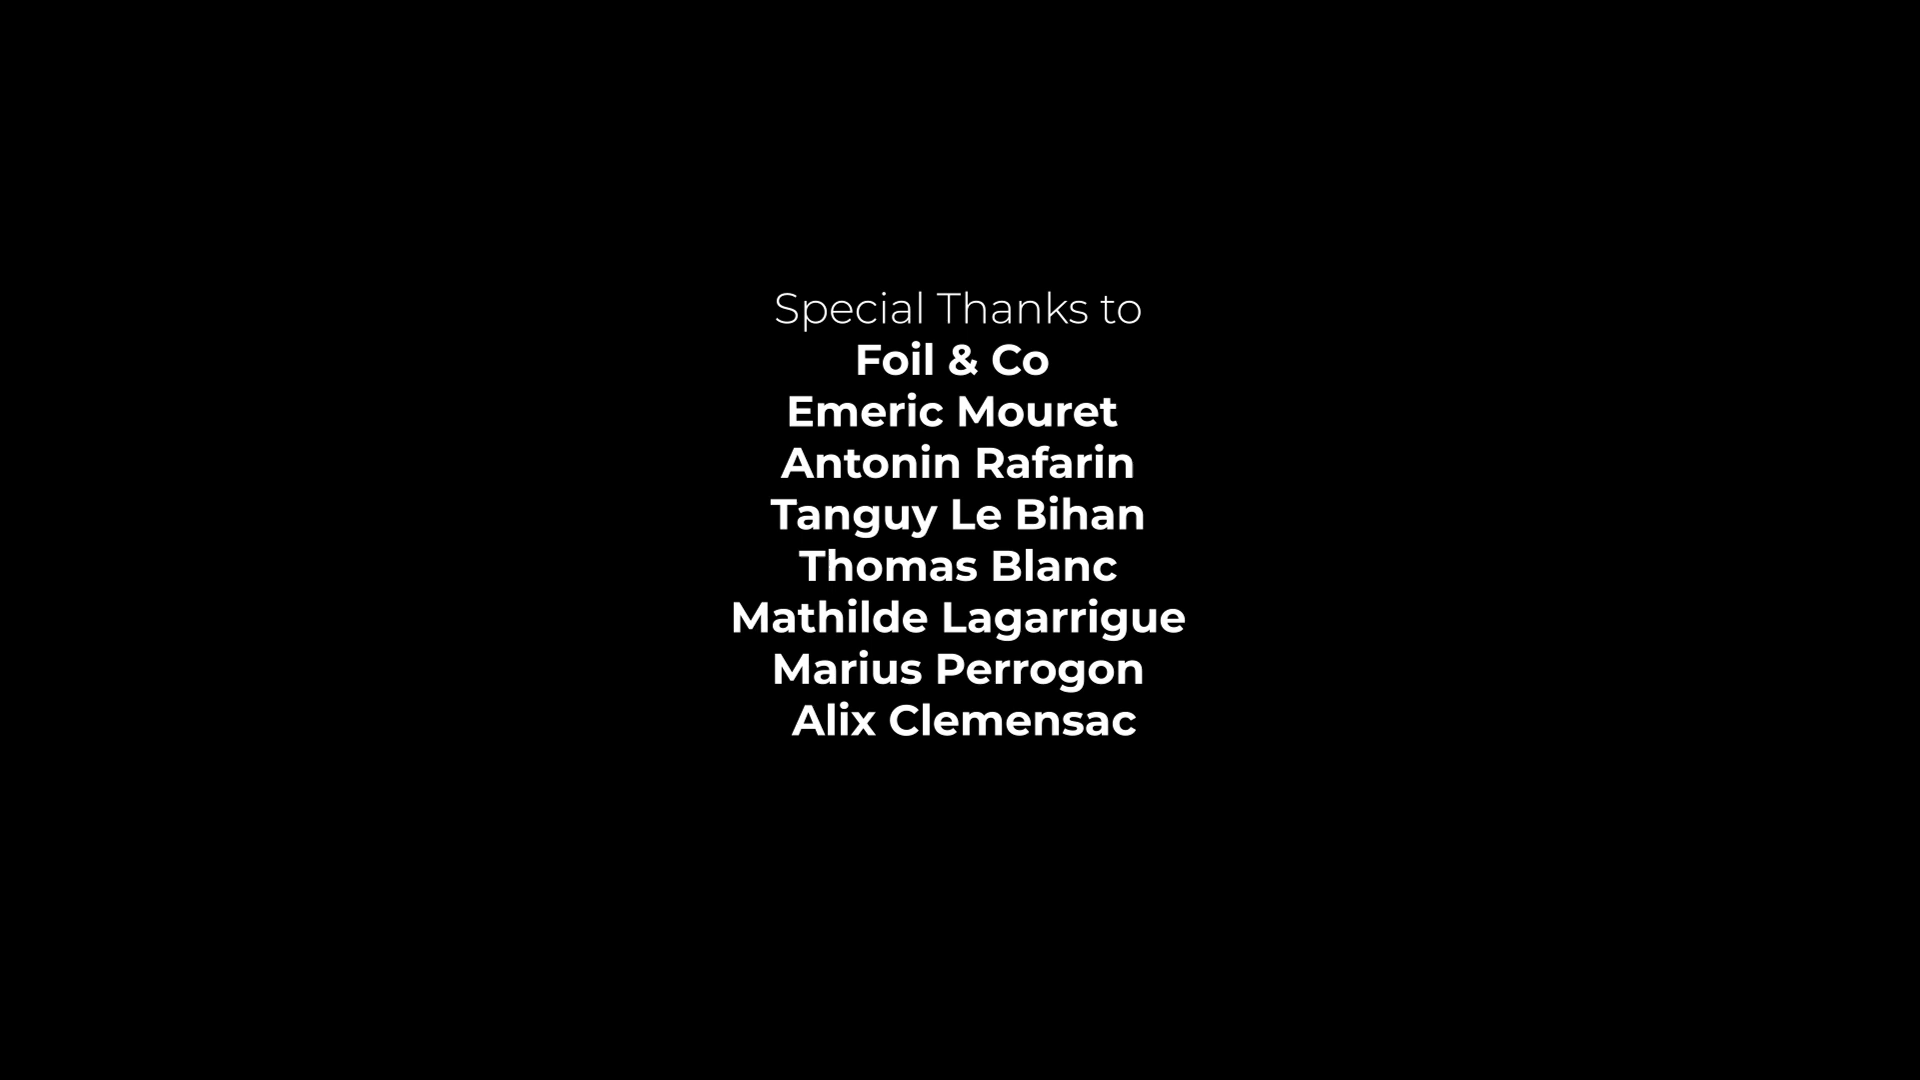 Special Thanks to
Foil & Co
Emeric Mouret
Antonin Rafarin
Tanguy Le Bihan
Thomas Blanc
Mathilde Lagarrigue
Marius Perrogon
Alix Clemensac